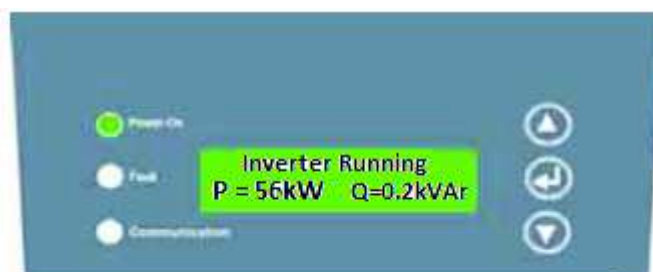 Power-On
Fault
Inverter Running
P = 56kW Q=0.2kVAr
Communication